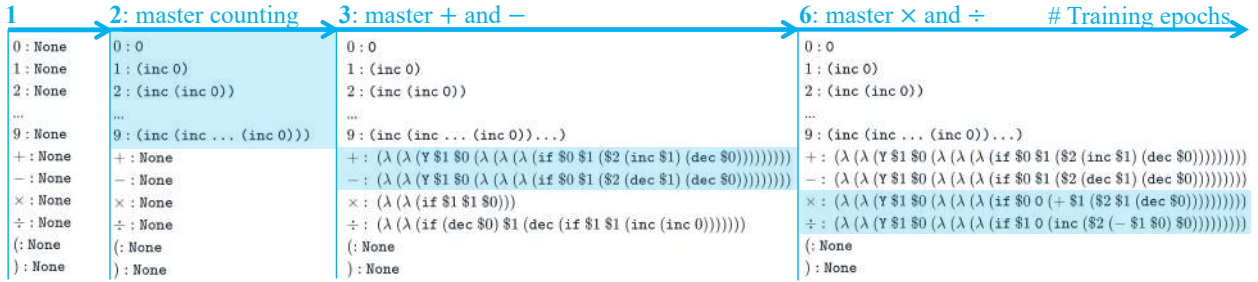 1
2: master counting
3: master + and −
6: master × and ÷
# Training epochs
0 : None
1 : None
2 : None
...
9 : None
+ : None
− : None
× : None
÷ : None
(: None
) : None
0 : 0
1 : (inc 0)
2 : (inc (inc 0))
...
9 : (inc (inc ... (inc 0)))
+ : None
− : None
× : None
÷ : None
(: None
) : None
0 : 0
1 : (inc 0)
2 : (inc (inc 0))
...
9 : (inc (inc ... (inc 0))...)
+ : (λ (λ (Y $1 $0 (λ (λ (λ (if $0 $1 ($2 (inc $1) (dec $0)))))))))
− : (λ (λ (Y $1 $0 (λ (λ (λ (if $0 $1 ($2 (dec $1) (dec $0)))))))))
× : (λ (λ (if $1 $1 $0)))
÷ : (λ (λ (if (dec $0) $1 (dec (if $1 $1 (inc (inc 0)))))))
(: None
) : None
0 : 0
1 : (inc 0)
2 : (inc (inc 0))
...
9 : (inc (inc ... (inc 0))...)
+ : (λ (λ (Y $1 $0 (λ (λ (λ (if $0 $1 ($2 (inc $1) (dec $0)))))))))
− : (λ (λ (Y $1 $0 (λ (λ (λ (if $0 $1 ($2 (dec $1) (dec $0)))))))))
× : (λ (λ (Y $1 $0 (λ (λ (λ (if $0 0 (+ $1 ($2 $1 (dec $0))))))))))
÷ : (λ (λ (Y $1 $0 (λ (λ (λ (if $1 0 (inc ($2 (− $1 $0) $0)))))))))
(: None
) : None